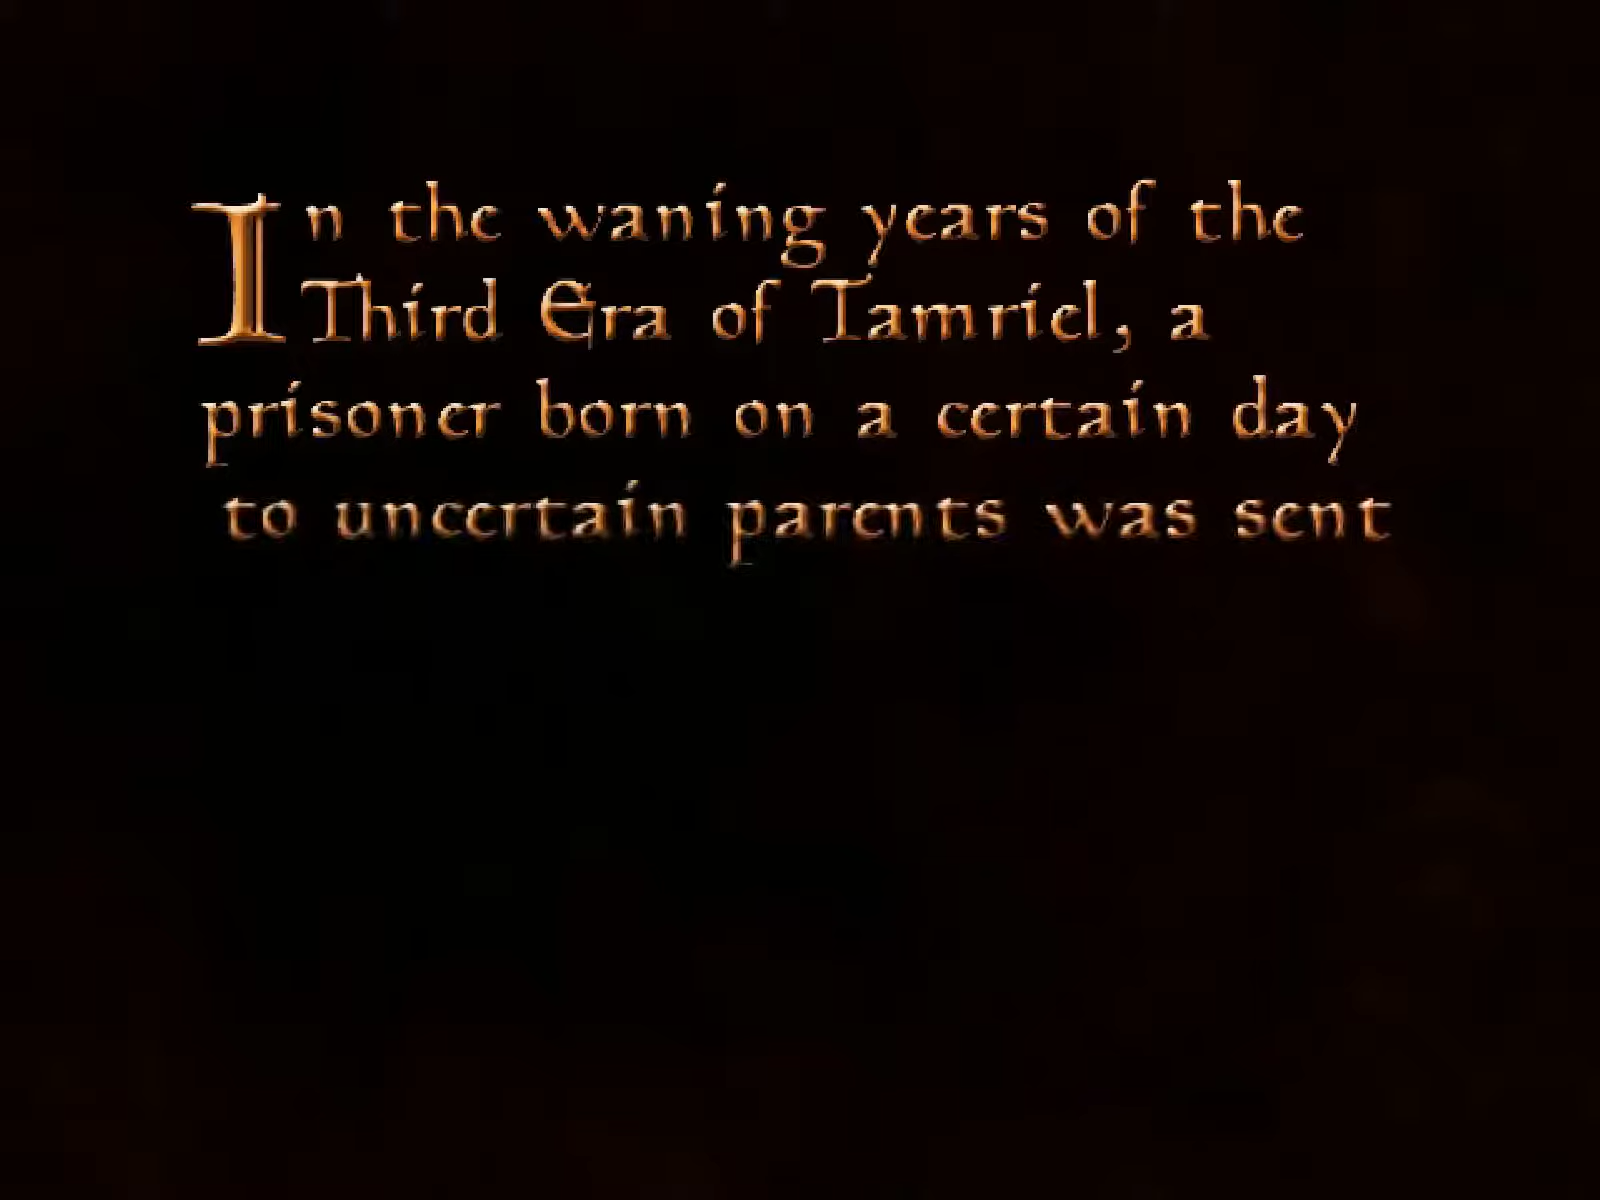 In the waning years of the
Third Era of Tamriel, a
prisoner born on a certain day
to uncertain parents was sent